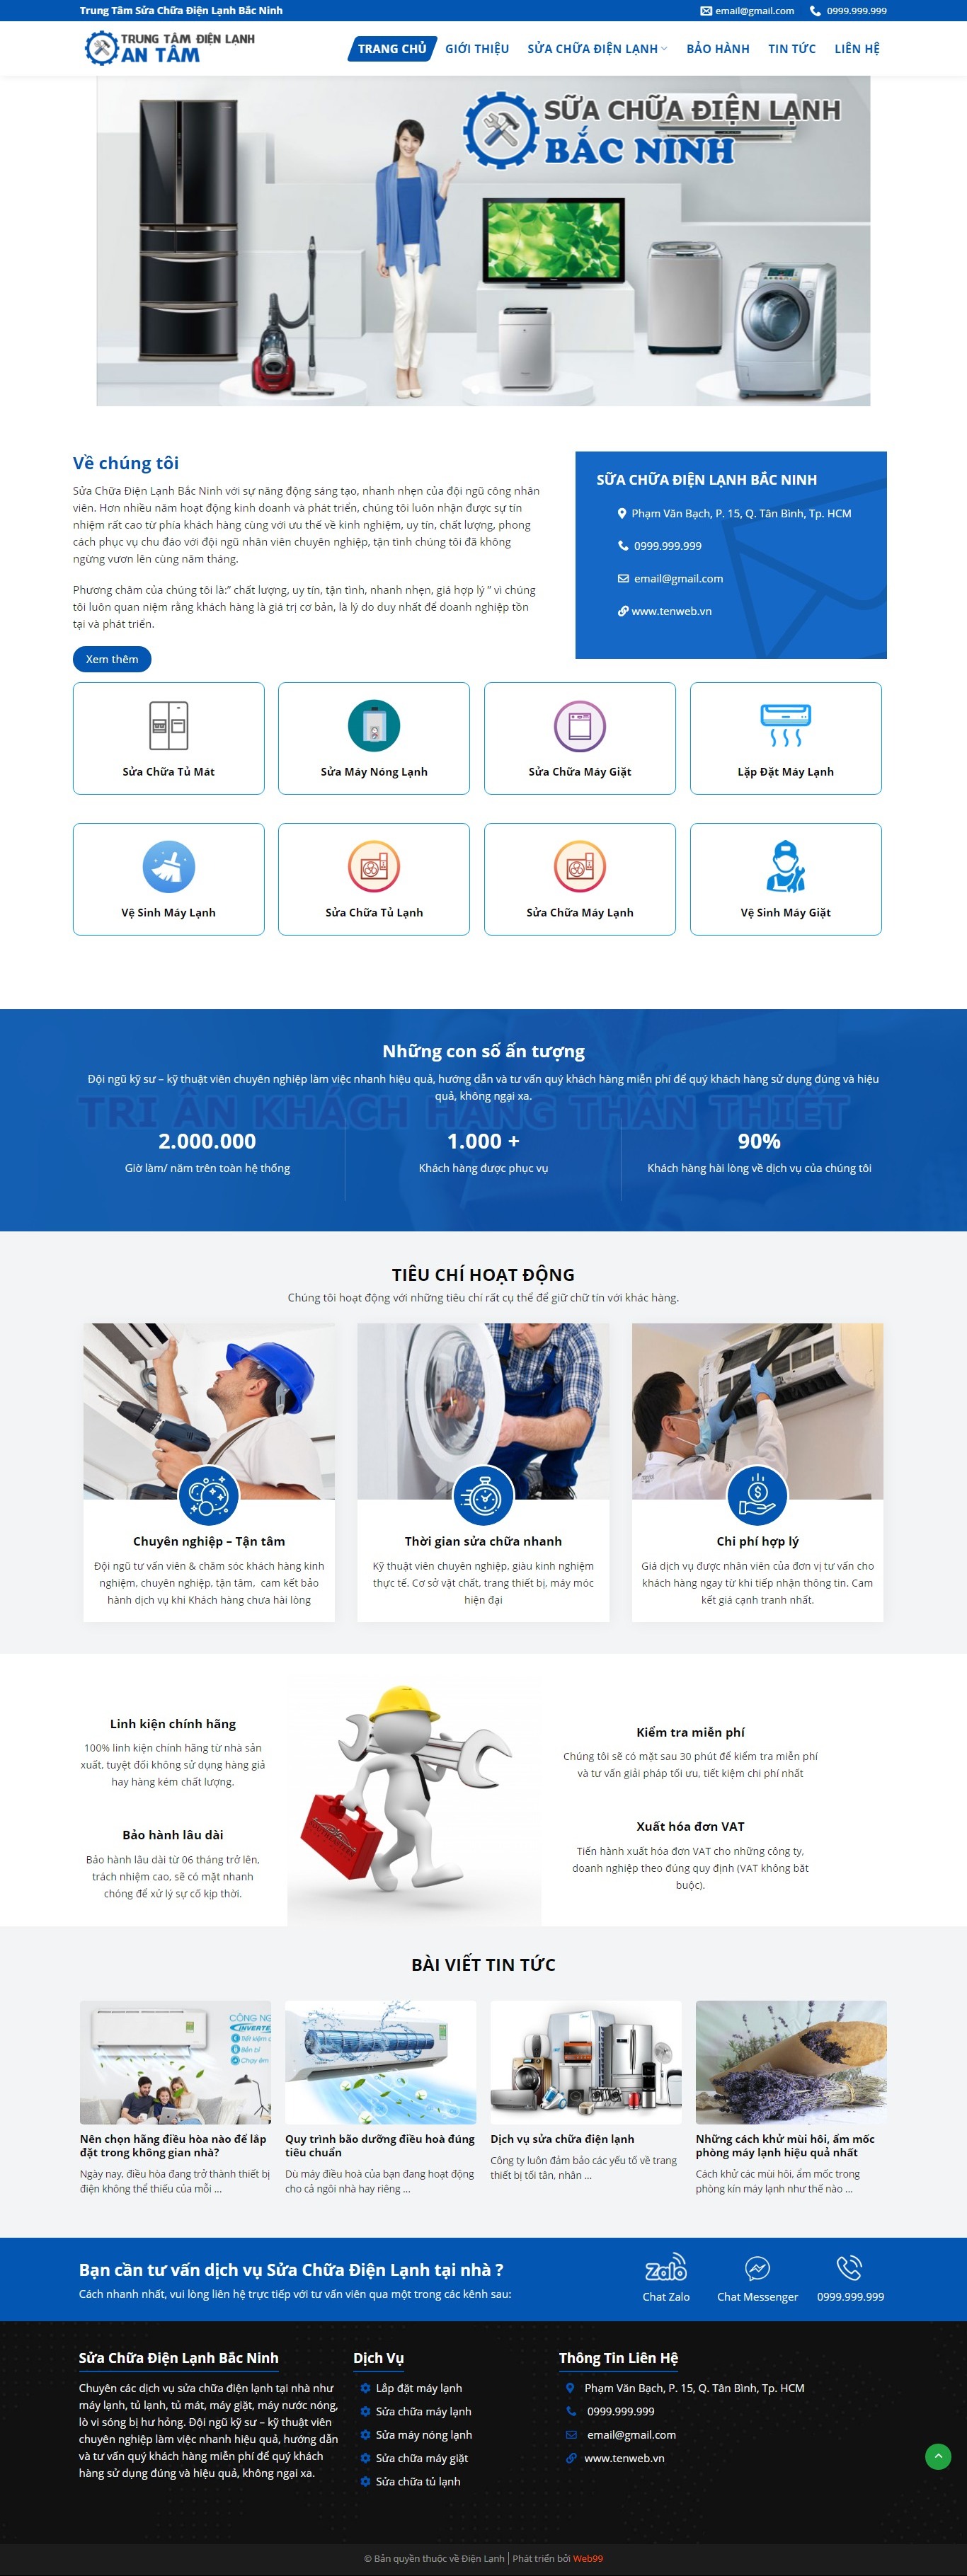 Trung Tâm Sửa Chữa Điện Lạnh Bắc Ninh
email@gmail.com 0999.999.999
TRUNG TÂM ĐIỆN LẠNH
AN TÂM
TRANG CHỦ GIỚI THIỆU SỬA CHỮA ĐIỆN LẠNH BẢO HÀNH TIN TỨC LIÊN HỆ
SỮA CHỮA ĐIỆN LẠNH
BẮC NINH
Về chúng tôi
Sửa Chữa Điện Lạnh Bắc Ninh với sự năng động sáng tạo, nhanh nhẹn của đội ngũ công nhân
viên. Hơn nhiều năm hoạt động kinh doanh và phát triển, chúng tôi luôn nhận được sự tín
nhiệm rất cao từ phía khách hàng cùng với ưu thế về kinh nghiệm, uy tín, chất lượng, phong
cách phục vụ chu đáo với đội ngũ nhân viên chuyên nghiệp, tận tình chúng tôi đã không
ngừng vươn lên cùng năm tháng.
Phương châm của chúng tôi là:” chất lượng, uy tín, tận tình, nhanh nhẹn, giá hợp lý ” vì chúng
tôi luôn quan niệm rằng khách hàng là giá trị cơ bản, là lý do duy nhất để doanh nghiệp tồn
tại và phát triển.
Xem thêm
SỮA CHỮA ĐIỆN LẠNH BẮC NINH
Phạm Văn Bạch, P. 15, Q. Tân Bình, Tp. HCM
0999.999.999
email@gmail.com
www.tenweb.vn
Sửa Chữa Tủ Mát
Sửa Máy Nóng Lạnh
Sửa Chữa Máy Giặt
Lặp Đặt Máy Lạnh
Vệ Sinh Máy Lạnh
Sửa Chữa Tủ Lạnh
Sửa Chữa Máy Lạnh
Vệ Sinh Máy Giặt
Những con số ấn tượng
Đội ngũ kỹ sư – kỹ thuật viên chuyên nghiệp làm việc nhanh hiệu quả, hướng dẫn và tư vấn quý khách hàng miễn phí để quý khách hàng sử dụng đúng và hiệu
quả, không ngại xa.
TRI ÂN KHÁCH HÀNG THÂN THIẾT
2.000.000
Giờ làm/ năm trên toàn hệ thống
1.000 +
Khách hàng được phục vụ
90%
Khách hàng hài lòng về dịch vụ của chúng tôi
TIÊU CHÍ HOẠT ĐỘNG
Chúng tôi hoạt động với những tiêu chí rất cụ thể để giữ chữ tín với khác hàng.
Chuyên nghiệp – Tận tâm
Đội ngũ tư vấn viên & chăm sóc khách hàng kinh
nghiệm, chuyên nghiệp, tận tâm, cam kết bảo
hành dịch vụ khi Khách hàng chưa hài lòng
Thời gian sửa chữa nhanh
Kỹ thuật viên chuyên nghiệp, giàu kinh nghiệm
thực tế. Cơ sở vật chất, trang thiết bị, máy móc
hiện đại
Chi phí hợp lý
Giá dịch vụ được nhân viên của đơn vị tư vấn cho
khách hàng ngay từ khi tiếp nhận thông tin. Cam
kết giá cạnh tranh nhất.
Linh kiện chính hãng
100% linh kiện chính hãng từ nhà sản
xuất, tuyệt đối không sử dụng hàng giả
hay hàng kém chất lượng.
Bảo hành lâu dài
Bảo hành lâu dài từ 06 tháng trở lên,
trách nhiệm cao, sẽ có mặt nhanh
chóng để xử lý sự cố kịp thời.
Kiểm tra miễn phí
Chúng tôi sẽ có mặt sau 30 phút để kiểm tra miễn phí
và tư vấn giải pháp tối ưu, tiết kiệm chi phí nhất
Xuất hóa đơn VAT
Tiến hành xuất hóa đơn VAT cho những công ty,
doanh nghiệp theo đúng quy định (VAT không bắt
buộc).
BÀI VIẾT TIN TỨC
CÔNG NG
INVERTE
Tiết kiệm đ
Bền bỉ
Chạy êm
Nên chọn hãng điều hòa nào để lắp
đặt trong không gian nhà?
Ngày nay, điều hòa đang trở thành thiết bị
điện không thể thiếu của mỗi ...
Quy trình bão dưỡng điều hoà đúng
tiêu chuẩn
Dù máy điều hoà của bạn đang hoạt động
cho cả ngôi nhà hay riêng ...
Dịch vụ sửa chữa điện lạnh
Công ty luôn đảm bảo các yếu tố về trang
thiết bị tối tân, nhân ...
Những cách khử mùi hôi, ẩm mốc
phòng máy lạnh hiệu quả nhất
Cách khử các mùi hôi, ẩm mốc trong
phòng kín máy lạnh như thế nào ...
Bạn cần tư vấn dịch vụ Sửa Chữa Điện Lạnh tại nhà ?
Cách nhanh nhất, vui lòng liên hệ trực tiếp với tư vấn viên qua một trong các kênh sau:
Zalo
Chat Zalo
Chat Messenger
0999.999.999
Sửa Chữa Điện Lạnh Bắc Ninh
Chuyên các dịch vụ sửa chữa điện lạnh tại nhà như
máy lạnh, tủ lạnh, tủ mát, máy giặt, máy nước nóng,
lò vi sóng bị hư hỏng. Đội ngũ kỹ sư – kỹ thuật viên
chuyên nghiệp làm việc nhanh hiệu quả, hướng dẫn
và tư vấn quý khách hàng miễn phí để quý khách
hàng sử dụng đúng và hiệu quả, không ngại xa.
Dịch Vụ
Lắp đặt máy lạnh
Sửa chữa máy lạnh
Sửa máy nóng lạnh
Sửa chữa máy giặt
Sửa chữa tủ lạnh
Thông Tin Liên Hệ
Phạm Văn Bạch, P. 15, Q. Tân Bình, Tp. HCM
0999.999.999
email@gmail.com
www.tenweb.vn
© Bản quyền thuộc về Điện Lạnh | Phát triển bởi Web99